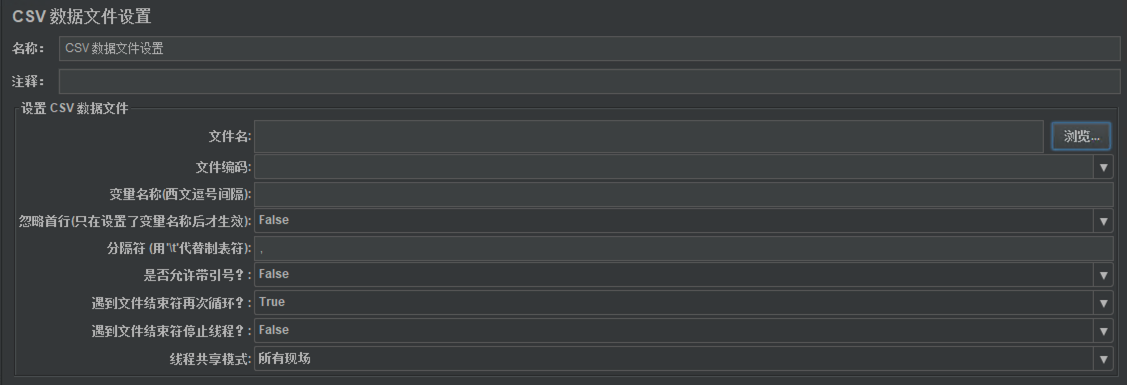 CSV 数据文件设置
名称： CSV 数据文件设置
注释：
设置 CSV 数据文件
文件名: 浏览...
文件编码:
变量名称(西文逗号间隔):
忽略首行(只在设置了变量名称后才生效): False
分隔符 (用'\t'代替制表符): ,
是否允许带引号？: False
遇到文件结束符再次循环？: True
遇到文件结束符停止线程？: False
线程共享模式: 所有现场